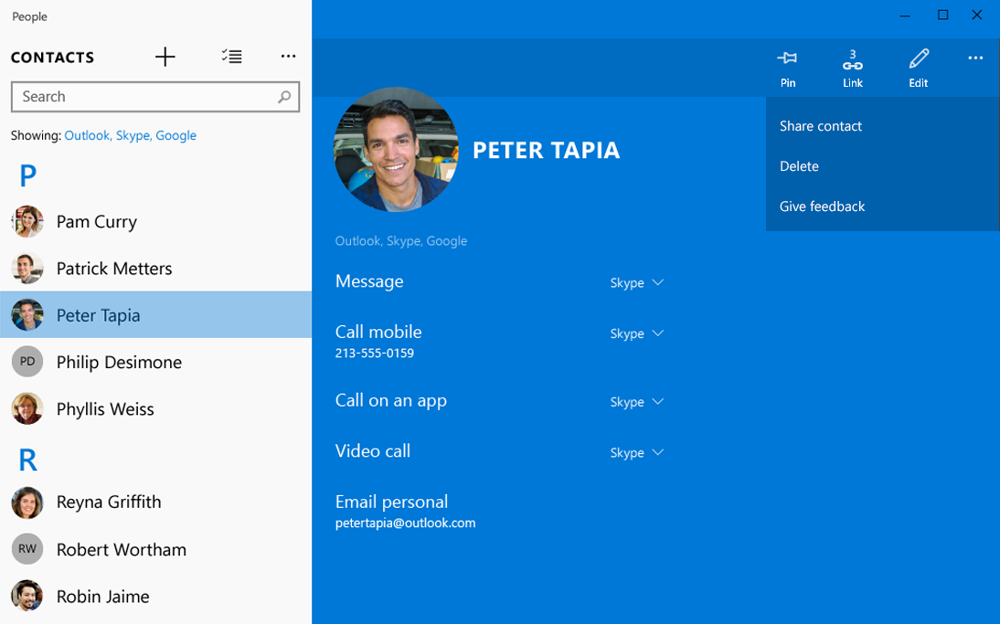 People
CONTACTS
Search
Showing: Outlook, Skype, Google
P
Pam Curry
Patrick Metters
Peter Tapia
PD
Philip Desimone
Phyllis Weiss
R
Reyna Griffith
RW
Robert Wortham
Robin Jaime
3
Pin Link Edit
Share contact
Delete
Give feedback
PETER TAPIA
Outlook, Skype, Google
Message Skype
Call mobile Skype
213-555-0159
Call on an app Skype
Video call Skype
Email personal
petertapia@outlook.com